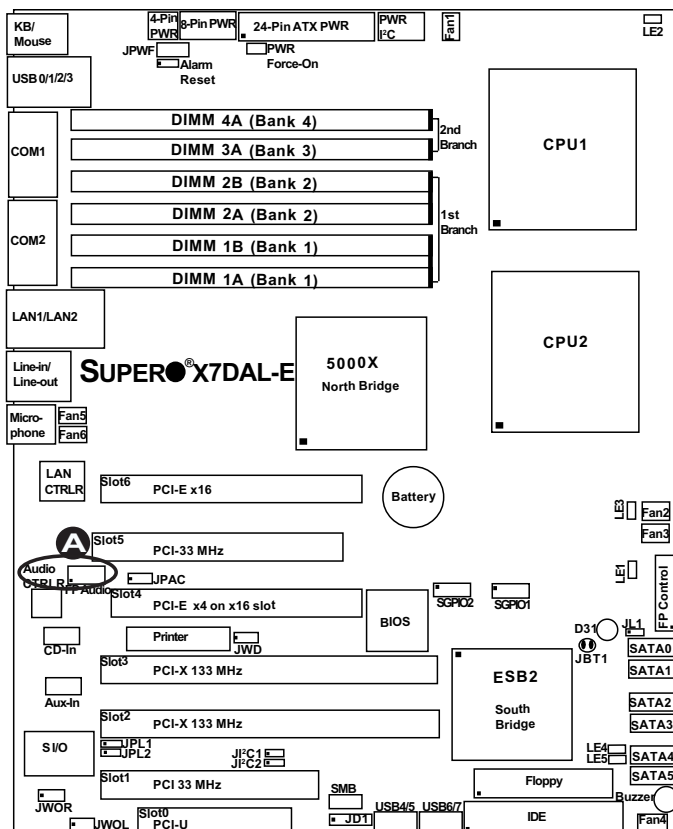 KB/
Mouse
4-Pin
PWR
8-Pin PWR
24-Pin ATX PWR
PWR
I²C
Fan1
LE2
JPWF
Alarm
Reset
PWR
Force-On
USB 0/1/2/3
DIMM 4A (Bank 4)
DIMM 3A (Bank 3)
2nd
Branch
CPU1
COM1
DIMM 2B (Bank 2)
DIMM 2A (Bank 2)
1st
Branch
COM2
DIMM 1B (Bank 1)
DIMM 1A (Bank 1)
LAN1/LAN2
CPU2
5000X
North Bridge
Line-in/
Line-out
SUPER®X7DAL-E
Micro-
phone
Fan5
Fan6
LAN
CTRLR
Slot6
PCI-E x16
Battery
LE3
Fan2
Fan3
A
Slot5
PCI-33 MHz
Audio
CTRLR
FP Audio
JPAC
LE1
FP Control
Slot4
PCI-E x4 on x16 slot
BIOS
SGPIO2
SGPIO1
CD-In
Printer
JWD
D31
JL1
JBT1
SATA0
SATA1
Slot3
PCI-X 133 MHz
ESB2
South
Bridge
Aux-In
SATA2
SATA3
Slot2
PCI-X 133 MHz
S I/O
JPL1
JPL2
JI²C1
JI²C2
LE4
LE5
SATA4
SATA5
Slot1
PCI 33 MHz
SMB
Floppy
Buzzer
JWOR
USB4/5
USB6/7
JWOL
Slot0
PCI-U
JD1
IDE
Fan4